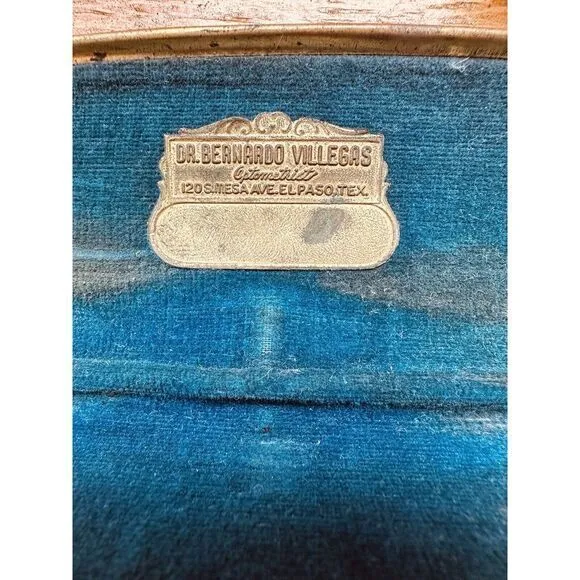 DR. BERNARDO VILLEGAS
Optometrist
120 S. MESA AVE. EL PASO, TEX.